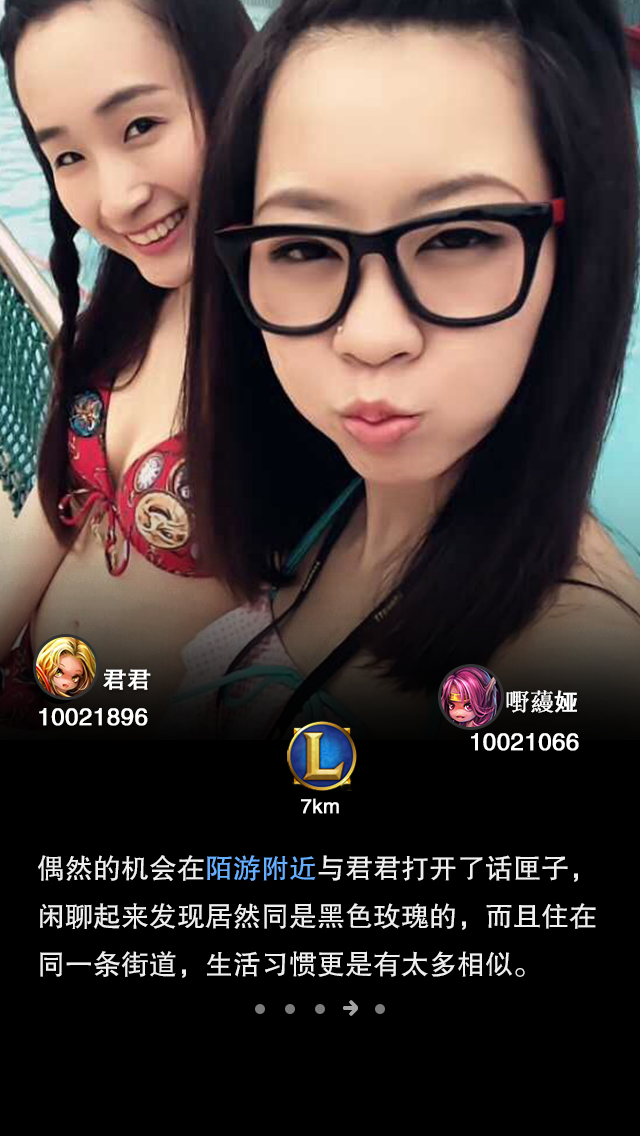 君君
10021896
嘢蘰娅
10021066
L
7km
偶然的机会在陌游附近与君君打开了话匣子，
闲聊起来发现居然同是黑色玫瑰的，而且住在
同一条街道，生活习惯更是有太多相似。